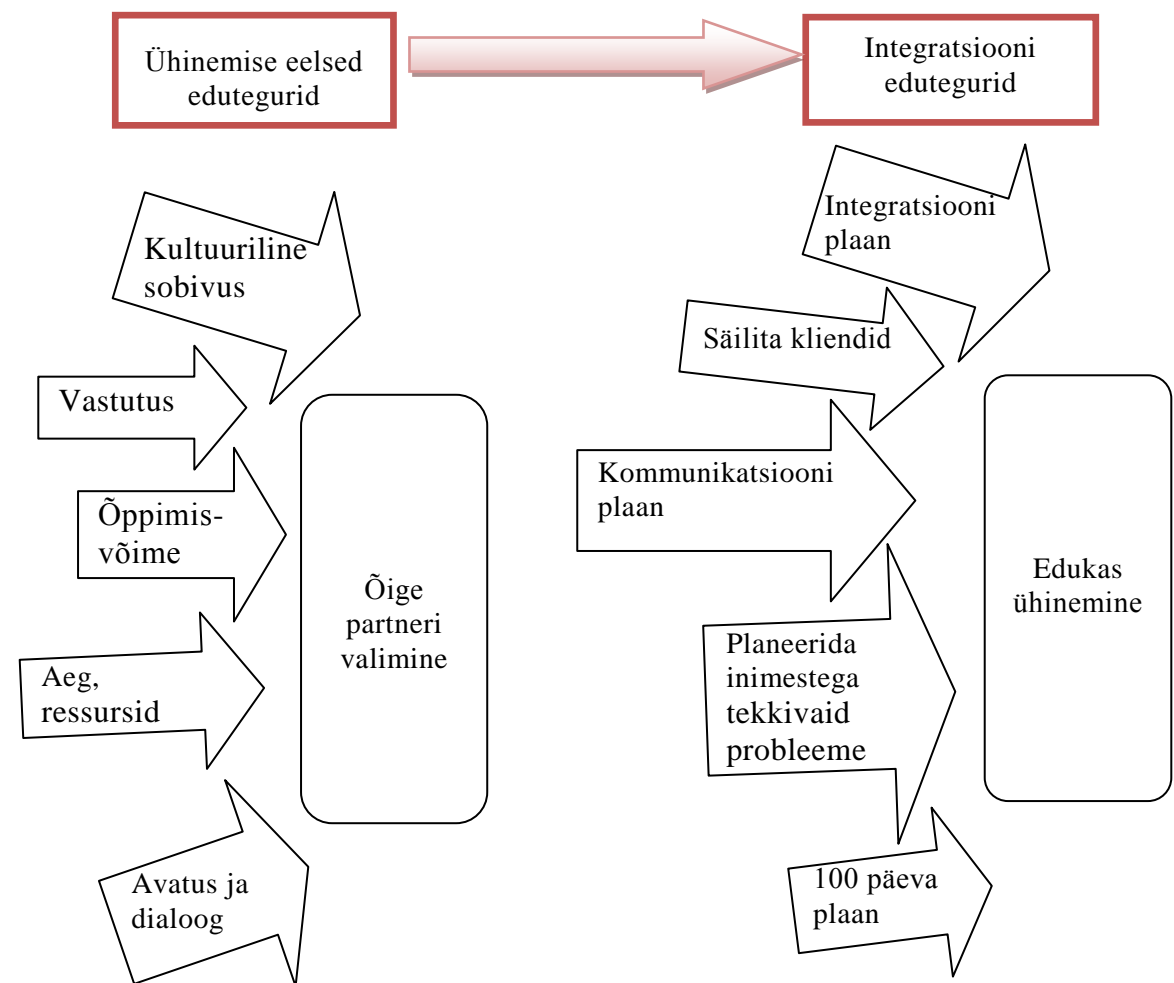 Ühinemise eelsed
edutegurid
Integratsiooni
edutegurid
Kultuuriline
sobivus
Vastutus
Õppimis-
võime
Aeg,
ressursid
Avatus ja
dialoog
Õige
partneri
valimine
Integratsiooni
plaan
Säilita kliendid
Kommunikatsiooni
plaan
Planeerida
inimestega
tekkivaid
probleeme
100 päeva
plaan
Edukas
ühinemine